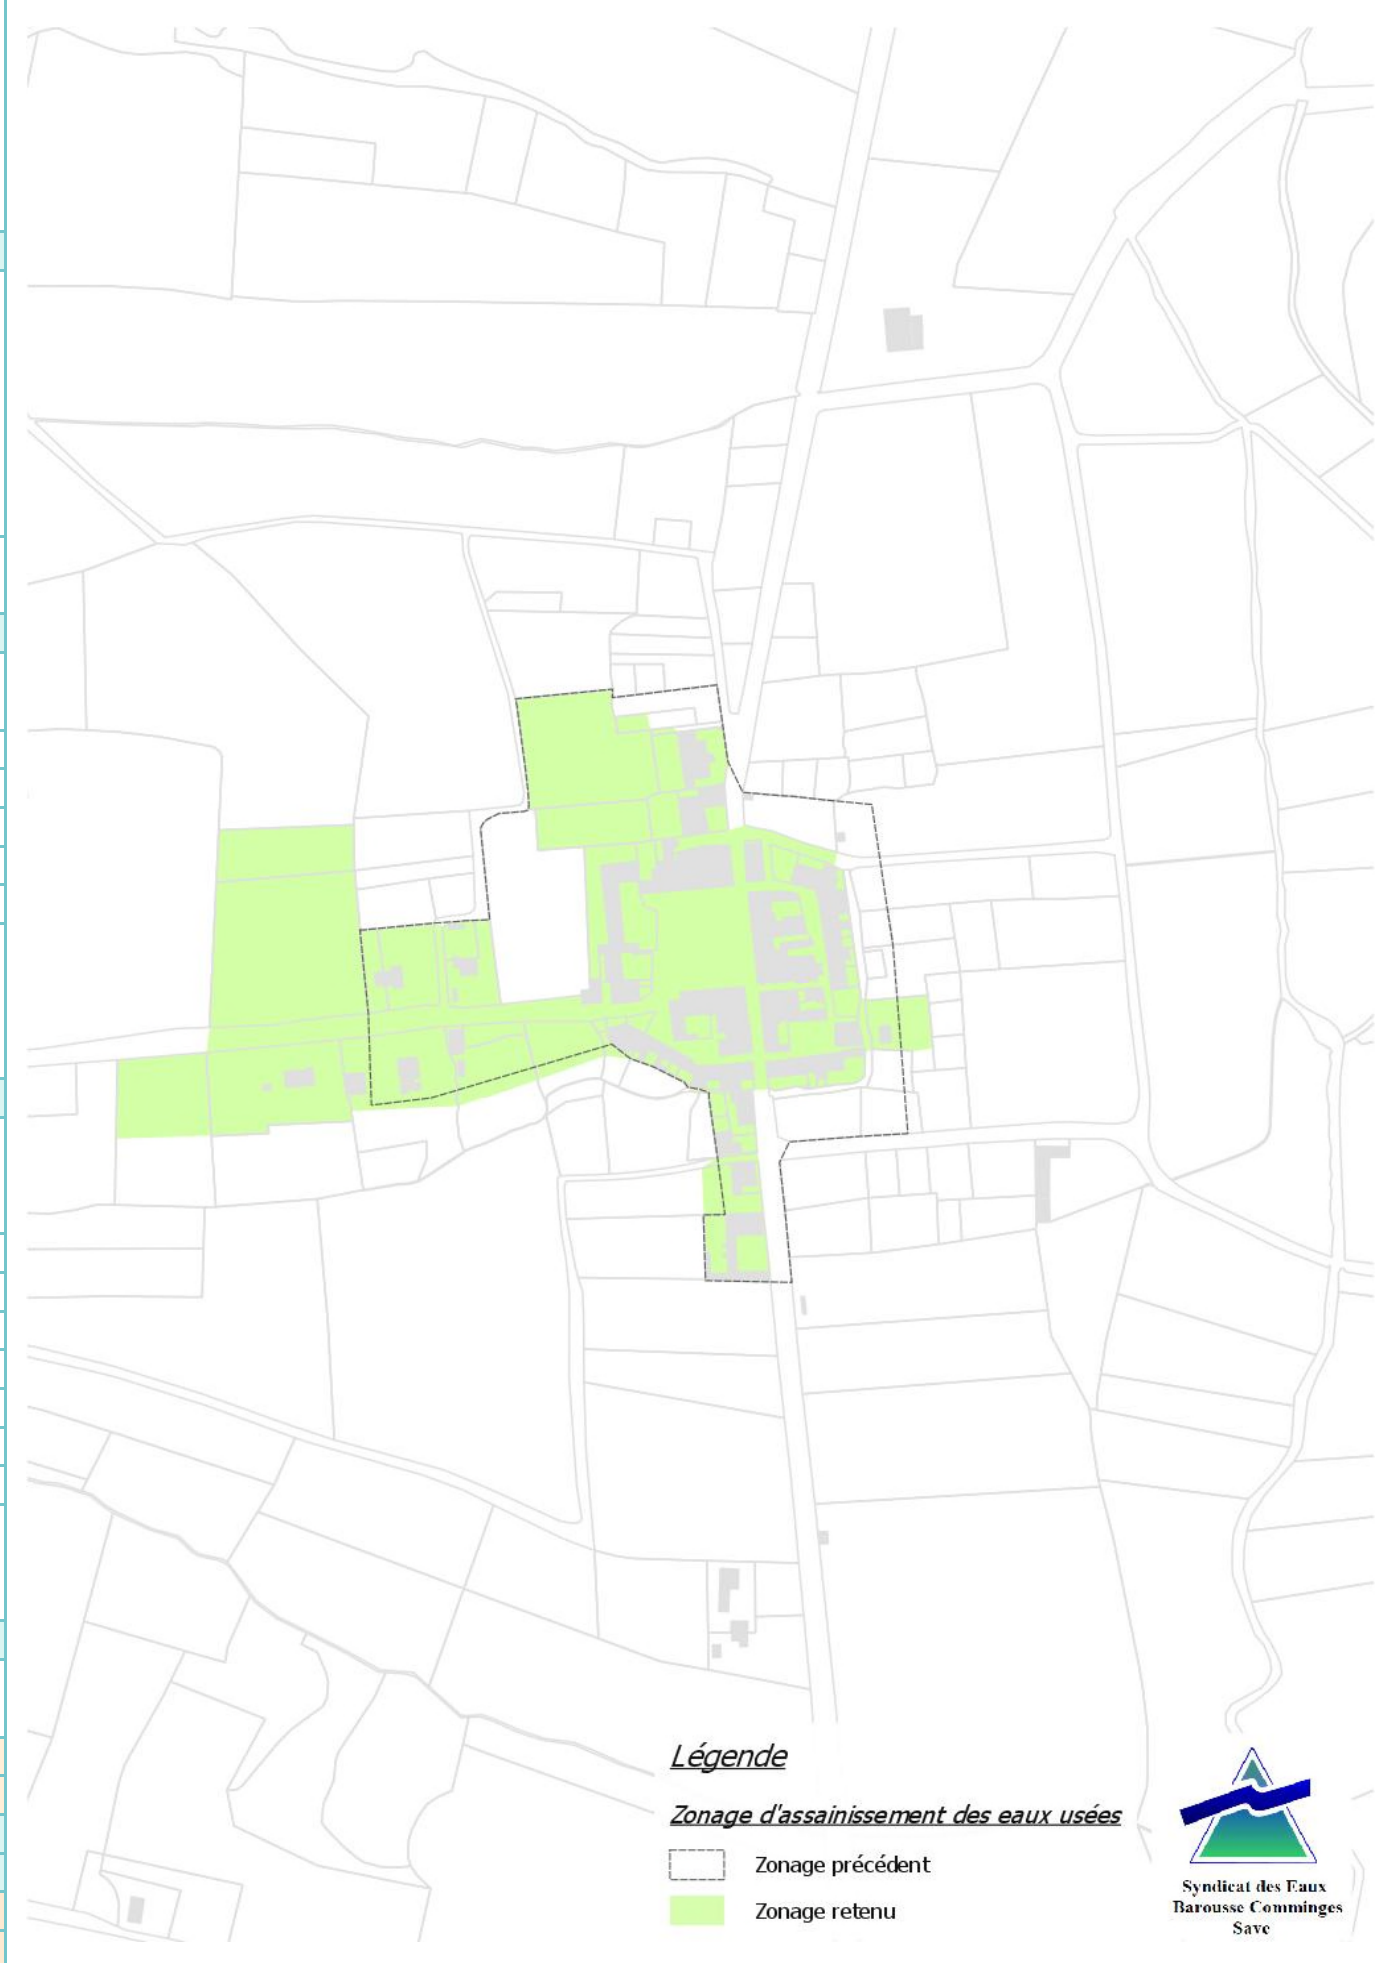 Légende
Zonage d'assainissement des eaux usées
Zonage précédent
Zonage retenu
Syndicat des Eaux
Barousse Comminges
Save